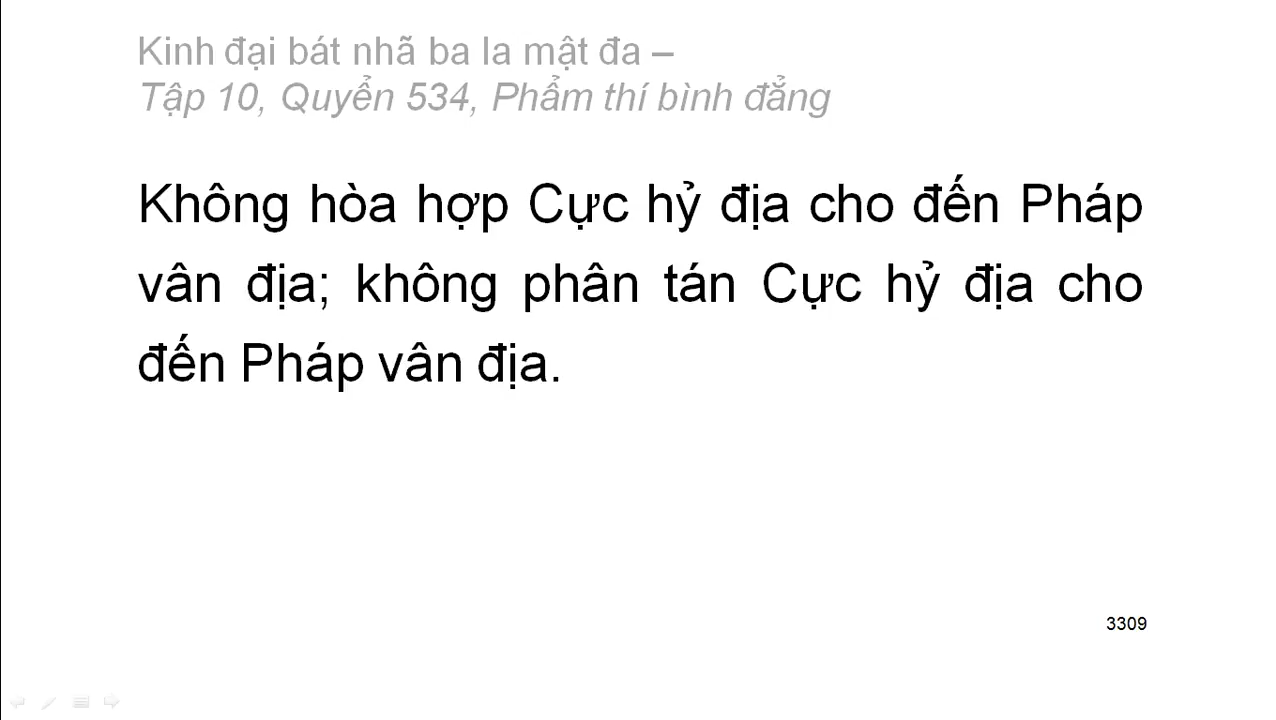 Kinh đại bát nhã ba la mật đa –
Tập 10, Quyển 534, Phẩm thí bình đẳng
Không hòa hợp Cực hỷ địa cho đến Pháp
vân địa; không phân tán Cực hỷ địa cho
đến Pháp vân địa.
3309